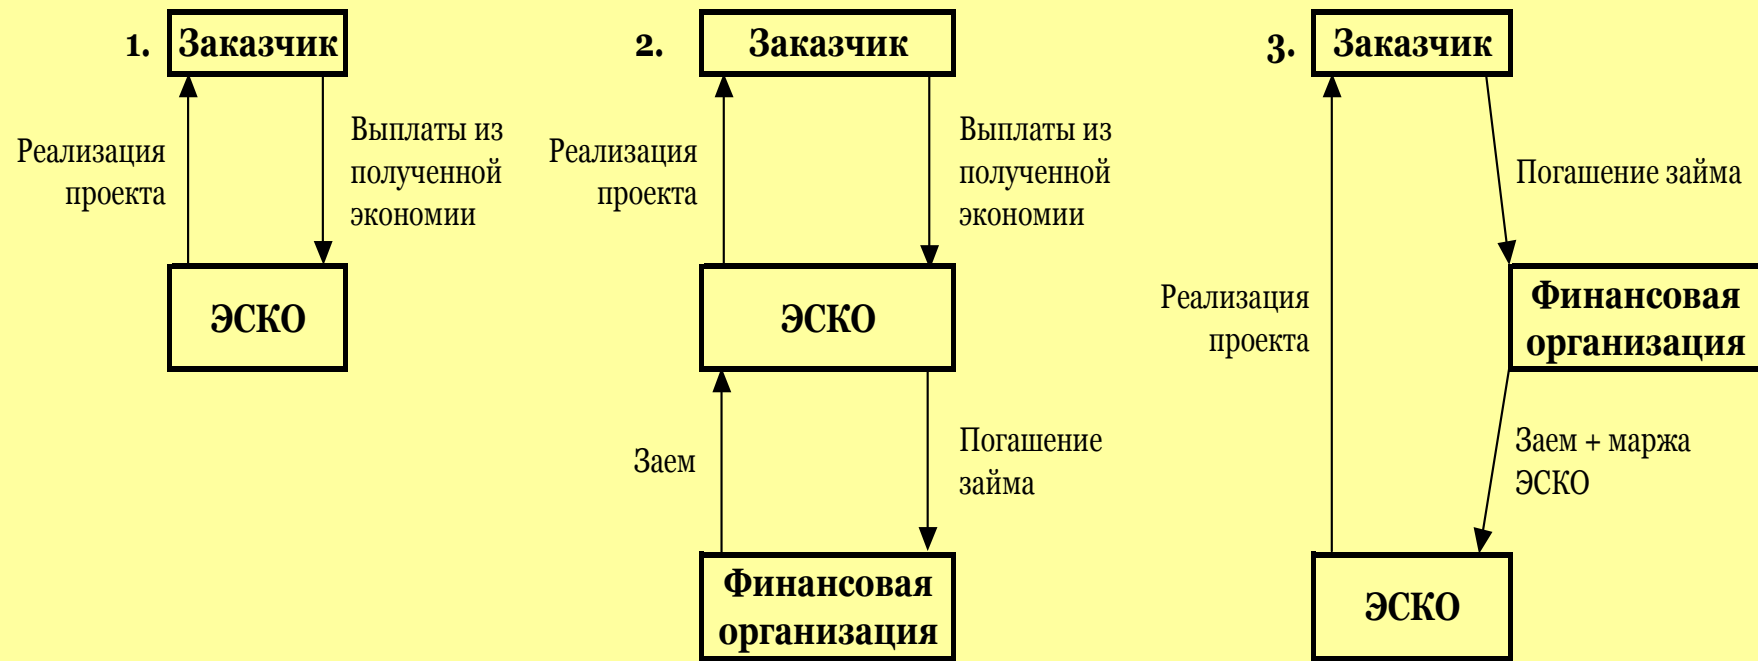 1.
Заказчик
Реализация
проекта
Выплаты из
полученной
экономии
ЭСКО
2.
Заказчик
Реализация
проекта
Выплаты из
полученной
экономии
ЭСКО
Заем
Погашение
займа
Финансовая
организация
3.
Заказчик
Погашение займа
Реализация
проекта
Финансовая
организация
Заем + маржа
ЭСКО
ЭСКО